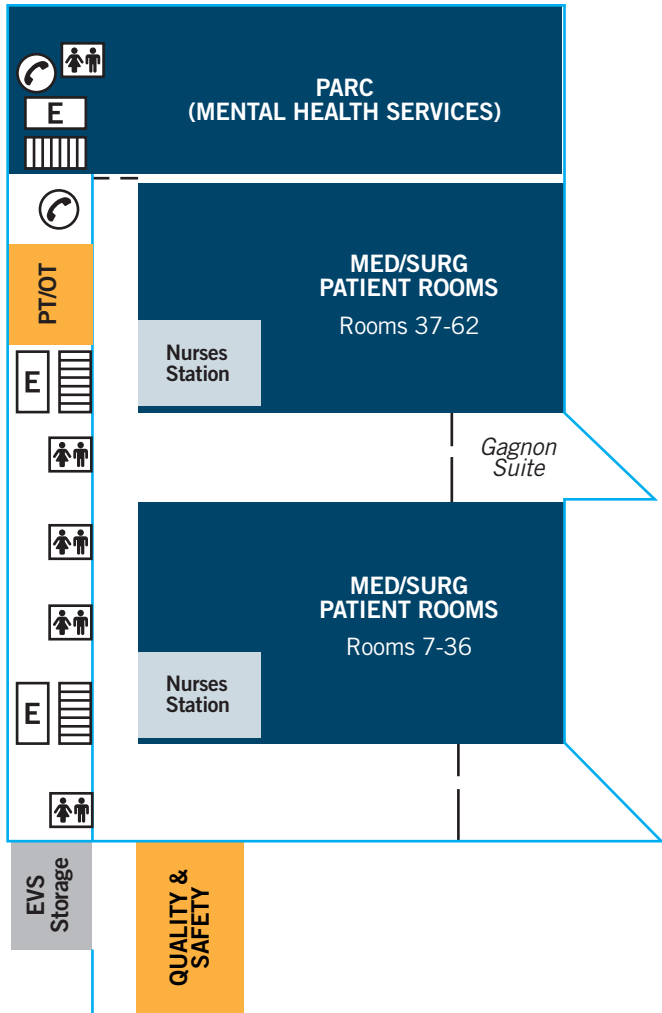 E
PARC
(MENTAL HEALTH SERVICES)
PT/OT
MED/SURG
PATIENT ROOMS
Rooms 37-62
Nurses
Station
E
Gagnon
Suite
MED/SURG
PATIENT ROOMS
Rooms 7-36
Nurses
Station
E
EVS
Storage
QUALITY &
SAFETY